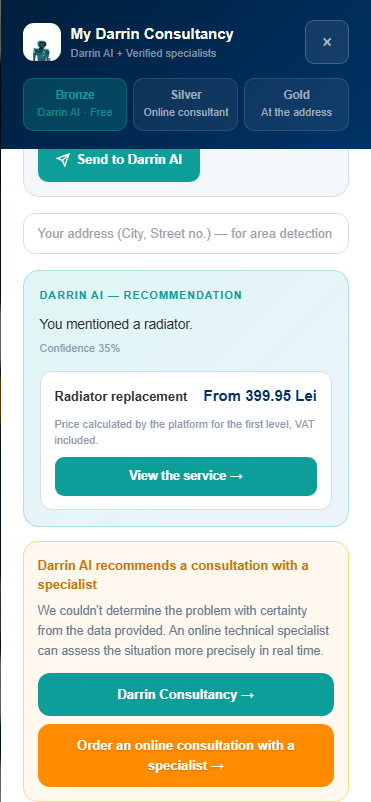 My Darrin Consultancy
Darrin AI + Verified specialists
×
Bronze
Darrin AI · Free
Silver
Online consultant
Gold
At the address
Send to Darrin AI
Your address (City, Street no.) — for area detection
DARRIN AI — RECOMMENDATION
You mentioned a radiator.
Confidence 35%
Radiator replacement
From 399.95 Lei
Price calculated by the platform for the first level, VAT
included.
View the service →
Darrin AI recommends a consultation with a
specialist
We couldn't determine the problem with certainty
from the data provided. An online technical specialist
can assess the situation more precisely in real time.
Darrin Consultancy →
Order an online consultation with a
specialist →